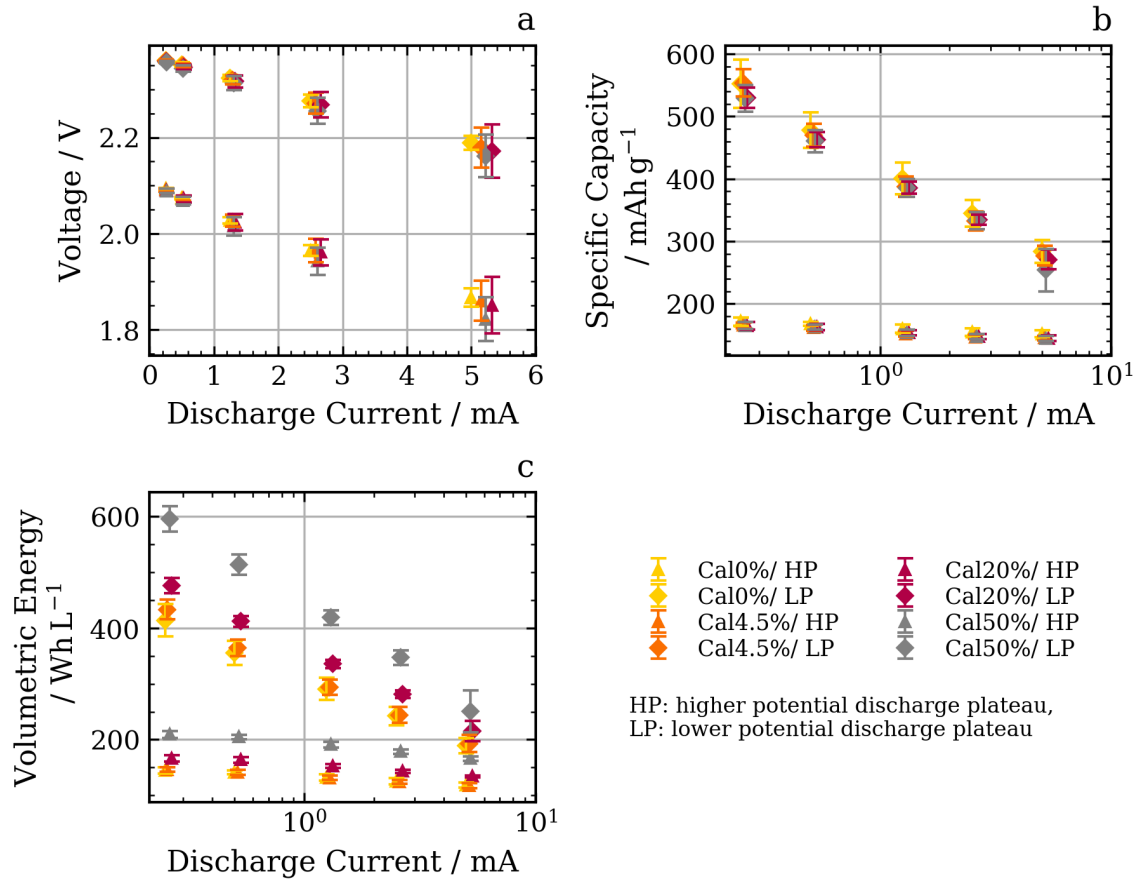 a
2.2
2.0
1.8
Voltage / V
0 1 2 3 4 5 6
Discharge Current / mA
b
600
500
400
300
200
Specific Capacity
/ mAh g⁻¹
10⁰ 10¹
Discharge Current / mA
c
600
400
200
Volumetric Energy
/ Wh L⁻¹
10⁰ 10¹
Discharge Current / mA
Cal0%/ HP
Cal0%/ LP
Cal4.5%/ HP
Cal4.5%/ LP
Cal20%/ HP
Cal20%/ LP
Cal50%/ HP
Cal50%/ LP
HP: higher potential discharge plateau,
LP: lower potential discharge plateau